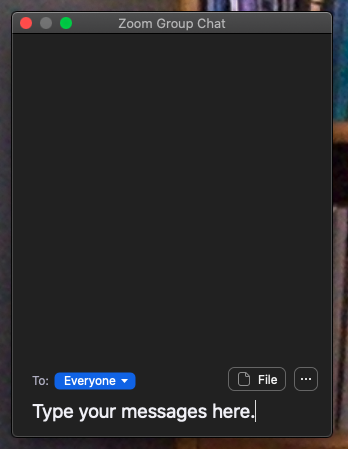 Zoom Group Chat
To: Everyone
File
Type your messages here.